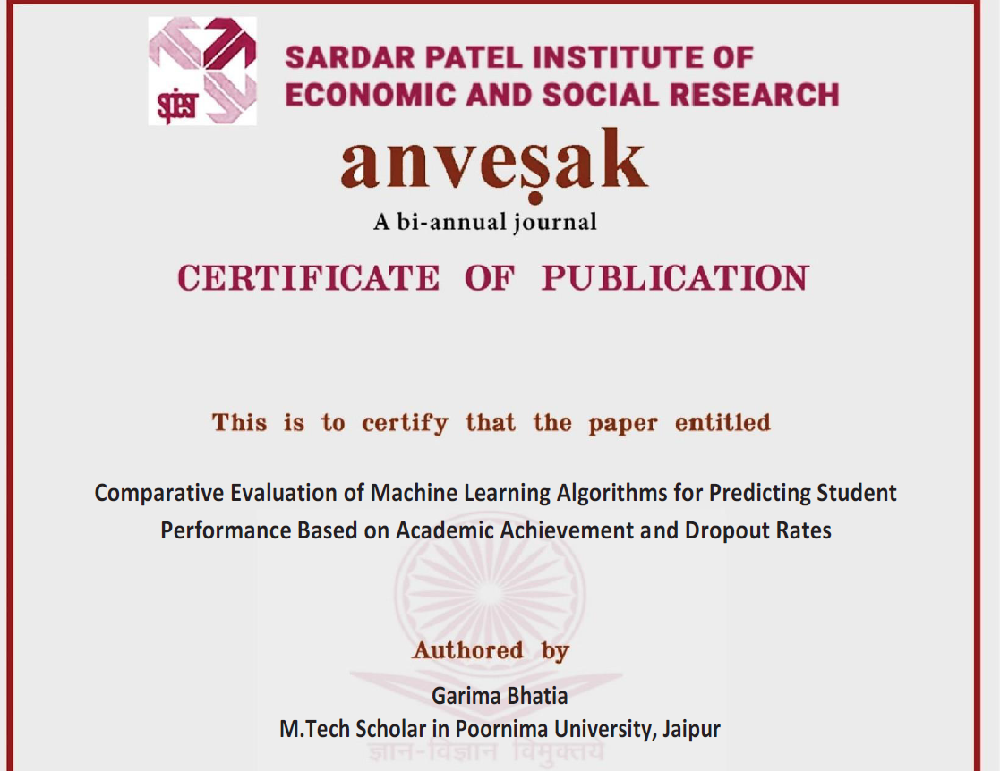 spiesr
SARDAR PATEL INSTITUTE OF
ECONOMIC AND SOCIAL RESEARCH
anveṣak
A bi-annual journal
CERTIFICATE OF PUBLICATION
This is to certify that the paper entitled
Comparative Evaluation of Machine Learning Algorithms for Predicting Student
Performance Based on Academic Achievement and Dropout Rates
Authored by
Garima Bhatia
M.Tech Scholar in Poornima University, Jaipur
ज्ञान-विज्ञान विमुक्तये